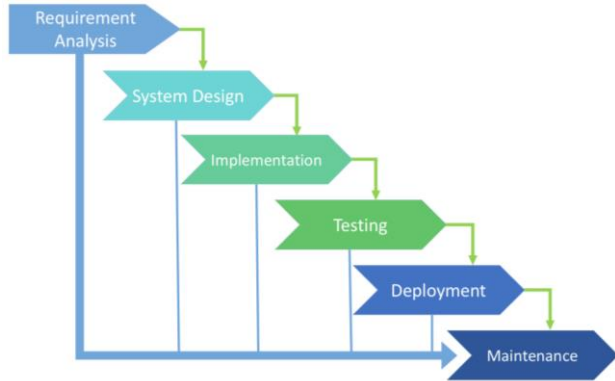 Requirement
Analysis
System Design
Implementation
Testing
Deployment
Maintenance